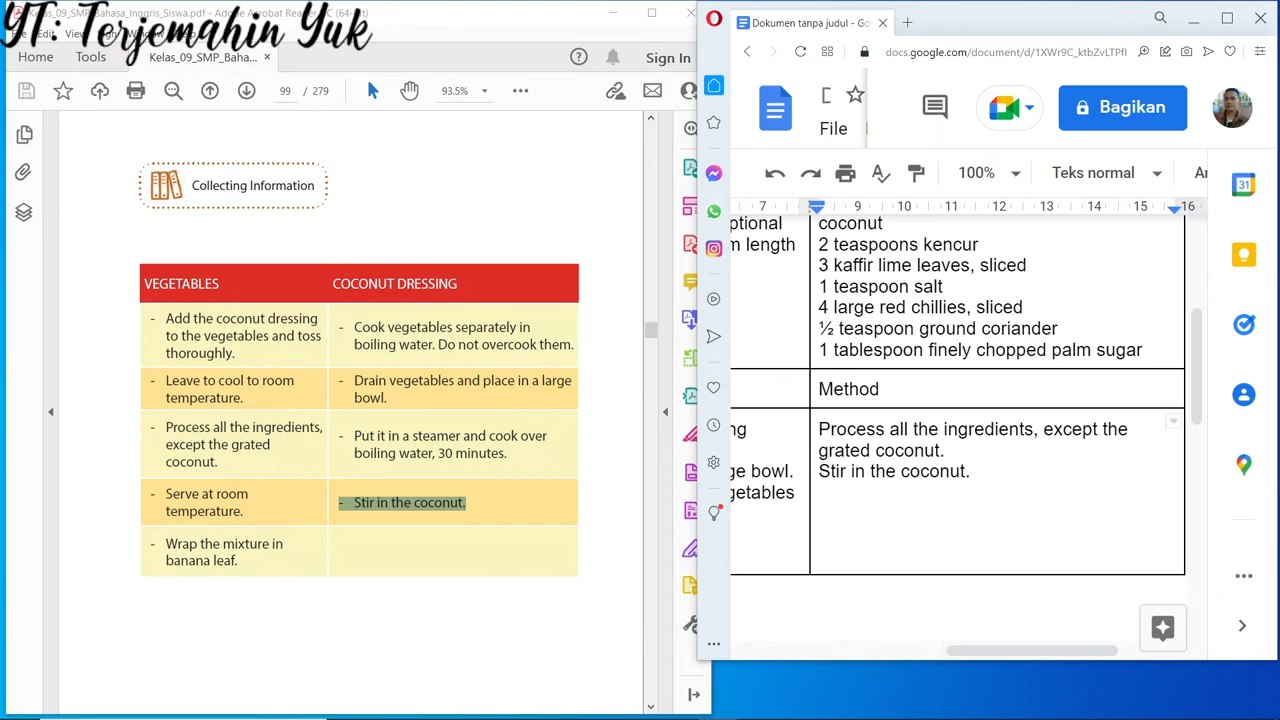 YT: Terjemahin Yuk
Kelas_09_SMP_Bahasa_Inggris_Siswa.pdf - Adobe Acrobat Reader DC (64-bit)
Home
Tools
Kelas_09_SMP_Baha...
Sign In
99 / 279
93.5%
Collecting Information
VEGETABLES
COCONUT DRESSING
- Add the coconut dressing
to the vegetables and toss
thoroughly.
- Cook vegetables separately in
boiling water. Do not overcook them.
- Leave to cool to room
temperature.
- Drain vegetables and place in a large
bowl.
- Process all the ingredients,
except the grated
coconut.
- Put it in a steamer and cook over
boiling water, 30 minutes.
- Serve at room
temperature.
- Stir in the coconut.
- Wrap the mixture in
banana leaf.
Dokumen tanpa judul - Go
docs.google.com/document/d/1XWr9C_ktbZvLTPfI
File
Bagikan
100%
Teks normal
Ar
7 8 9 10 11 12 13 14 15 16
ptional
m length
coconut
2 teaspoons kencur
3 kaffir lime leaves, sliced
1 teaspoon salt
4 large red chillies, sliced
½ teaspoon ground coriander
1 tablespoon finely chopped palm sugar
Method
ng
ge bowl.
getables
Process all the ingredients, except the
grated coconut.
Stir in the coconut.
31